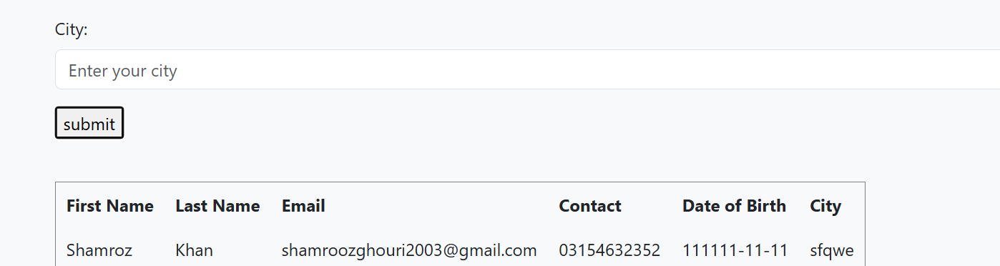 City:
Enter your city
submit
First Name Last Name Email Contact Date of Birth City
Shamroz Khan shamroozghouri2003@gmail.com 03154632352 111111-11-11 sfqwe